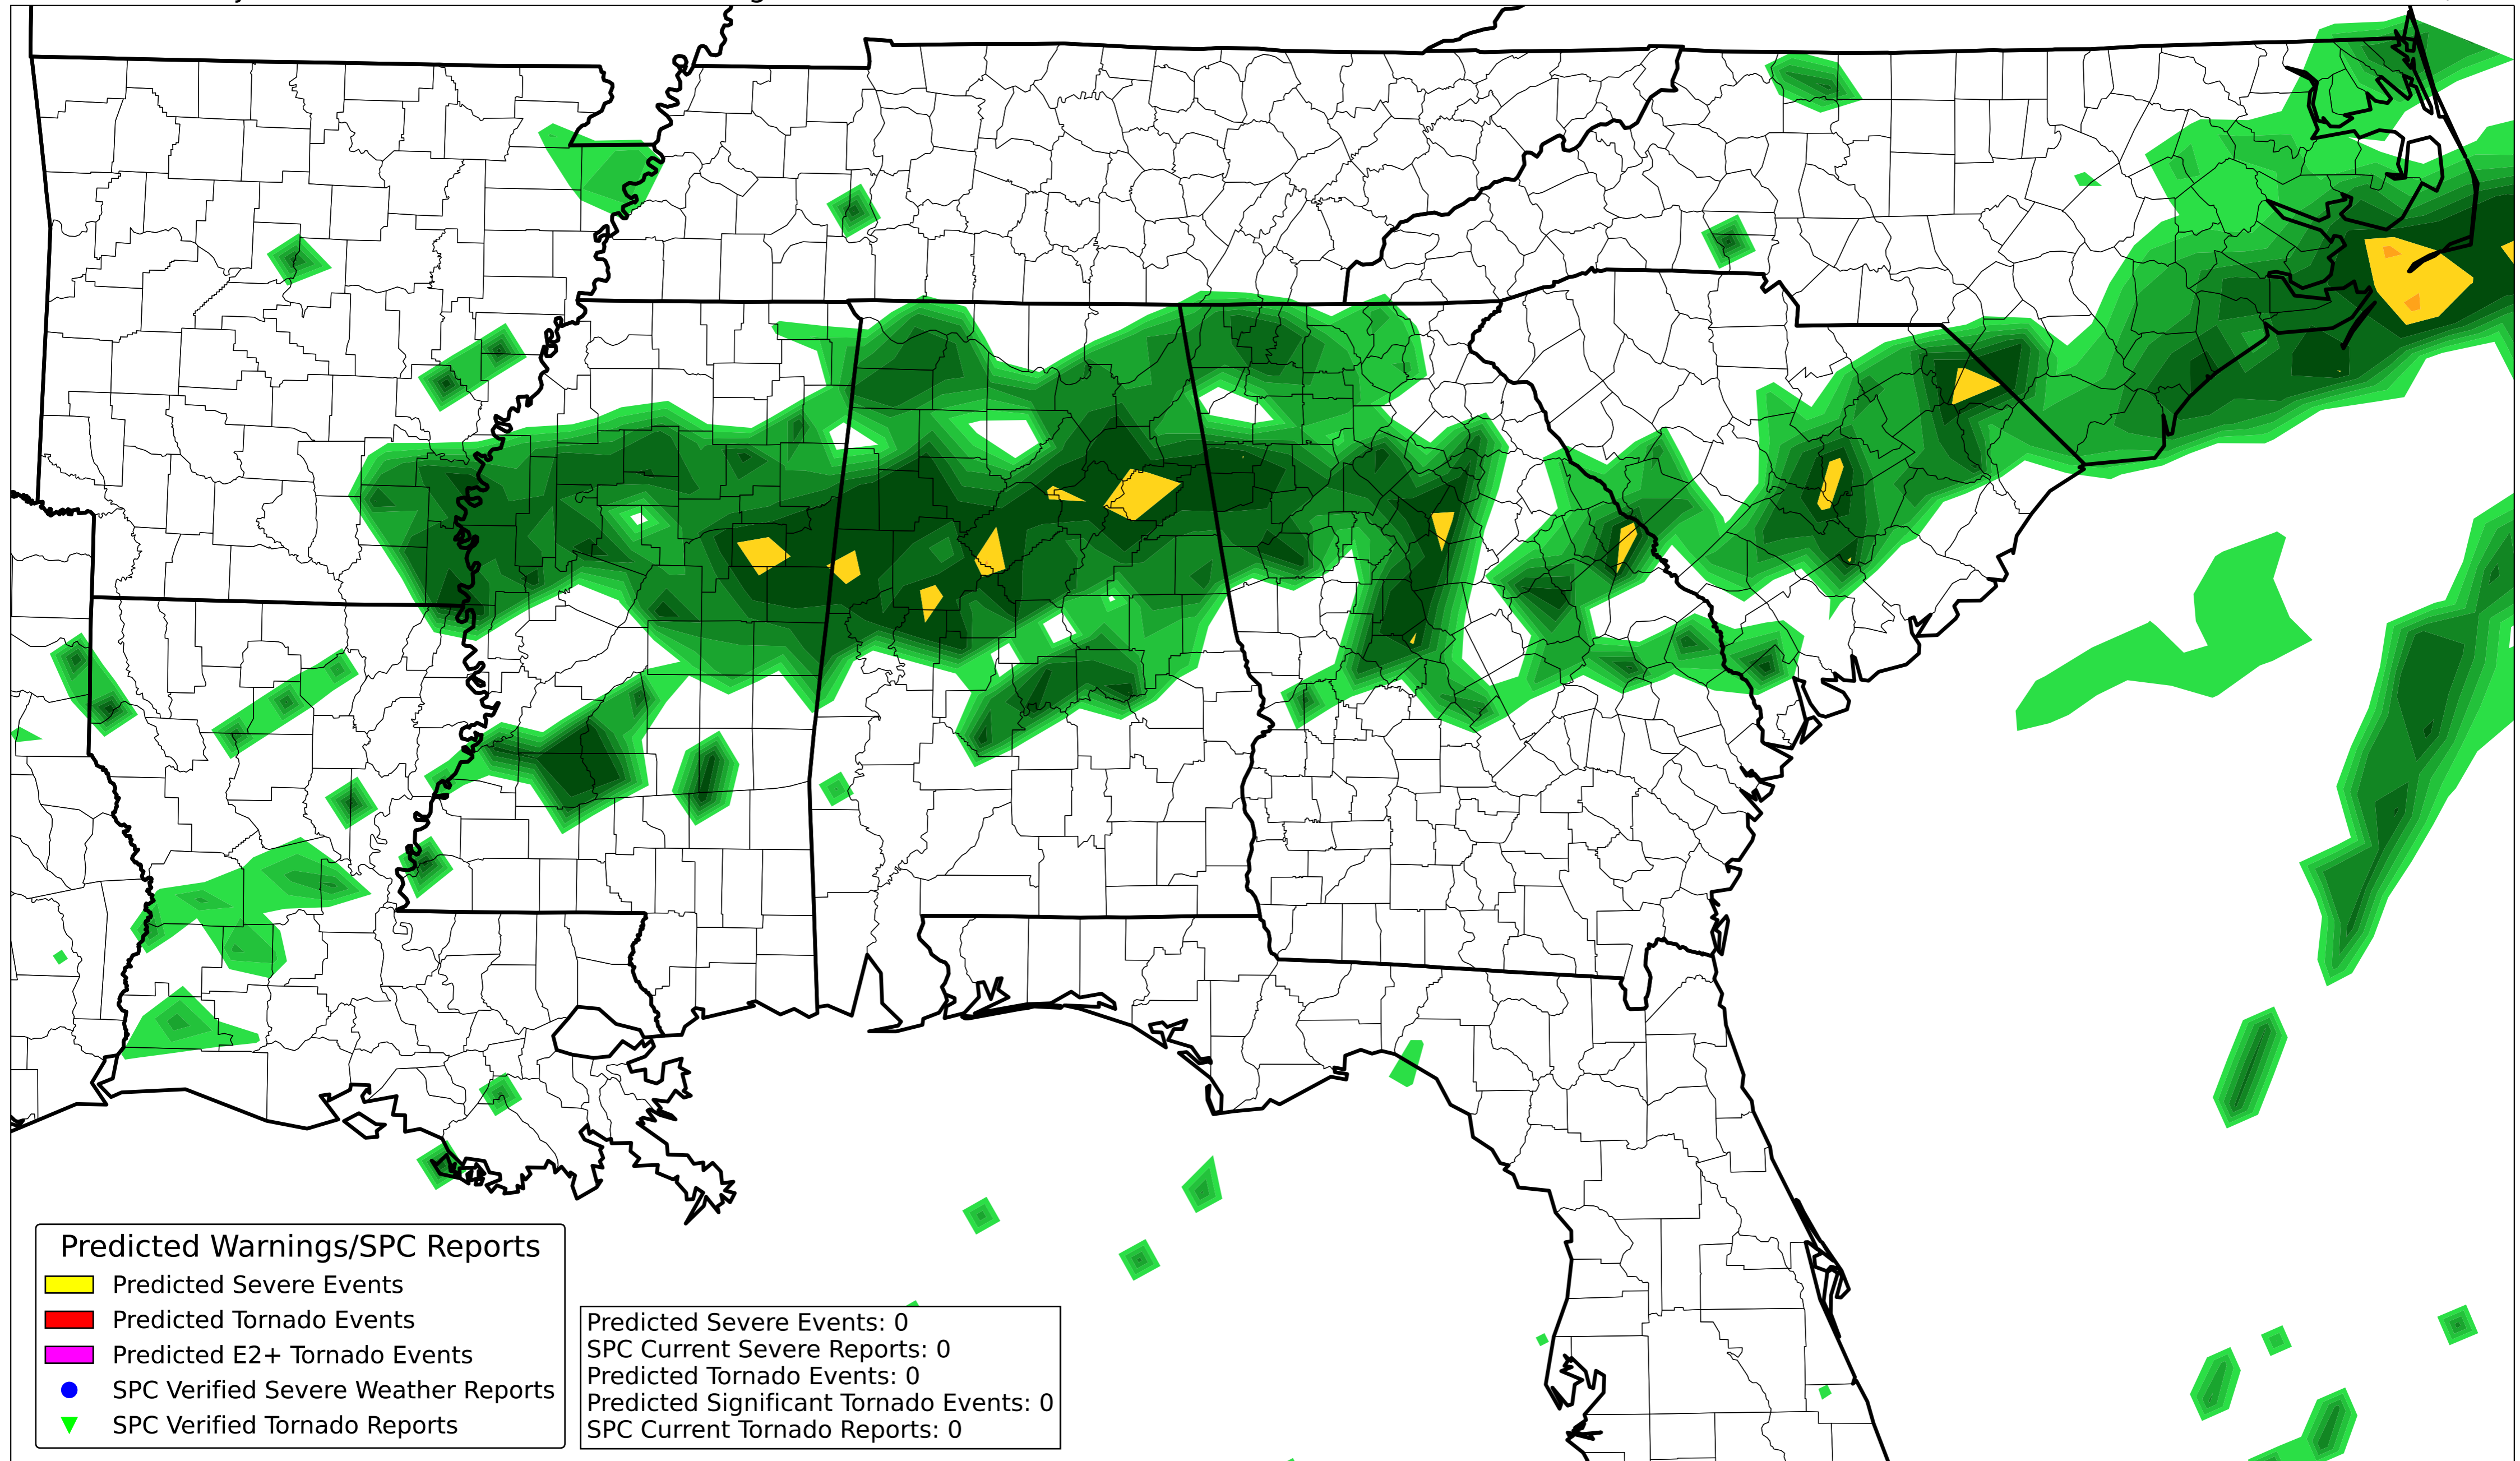 Predicted Warnings/SPC Reports
Predicted Severe Events
Predicted Tornado Events
Predicted E2+ Tornado Events
SPC Verified Severe Weather Reports
SPC Verified Tornado Reports
Predicted Severe Events: 0
SPC Current Severe Reports: 0
Predicted Tornado Events: 0
Predicted Significant Tornado Events: 0
SPC Current Tornado Reports: 0